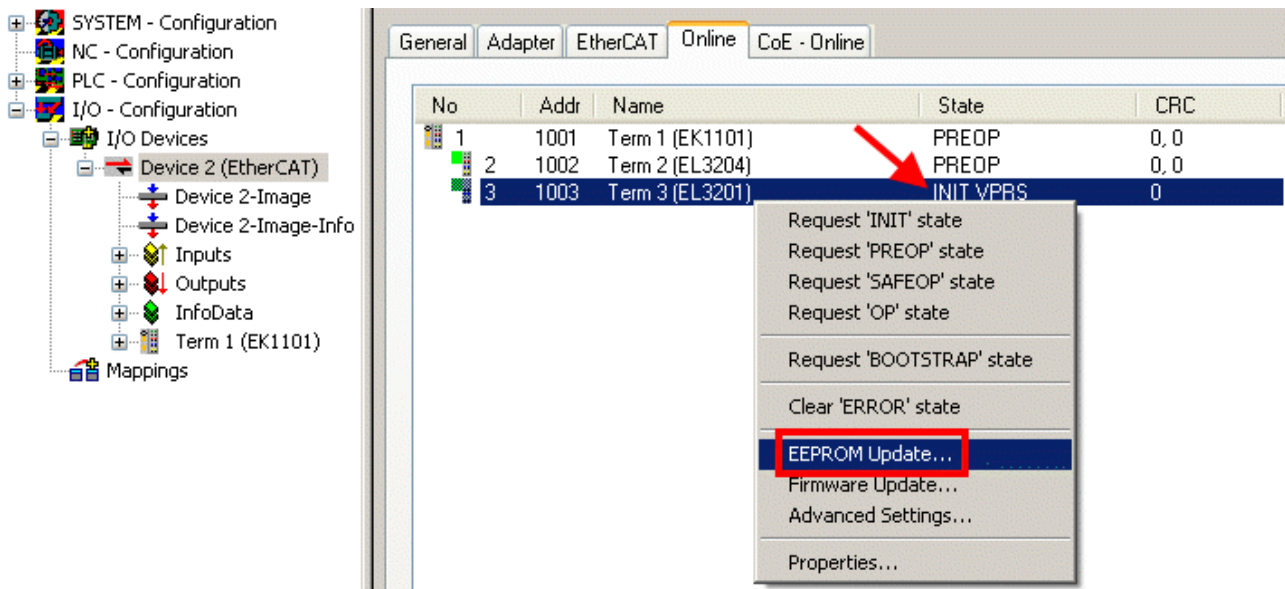 SYSTEM - Configuration
NC - Configuration
PLC - Configuration
I/O - Configuration
I/O Devices
Device 2 (EtherCAT)
Device 2-Image
Device 2-Image-Info
Inputs
Outputs
InfoData
Term 1 (EK1101)
Mappings
General Adapter EtherCAT Online CoE - Online
No Addr Name State CRC
1 1001 Term 1 (EK1101) PREOP 0, 0
2 1002 Term 2 (EL3204) PREOP 0, 0
3 1003 Term 3 (EL3201) INIT VPRS 0
Request 'INIT' state
Request 'PREOP' state
Request 'SAFEOP' state
Request 'OP' state
Request 'BOOTSTRAP' state
Clear 'ERROR' state
EEPROM Update...
Firmware Update...
Advanced Settings...
Properties...